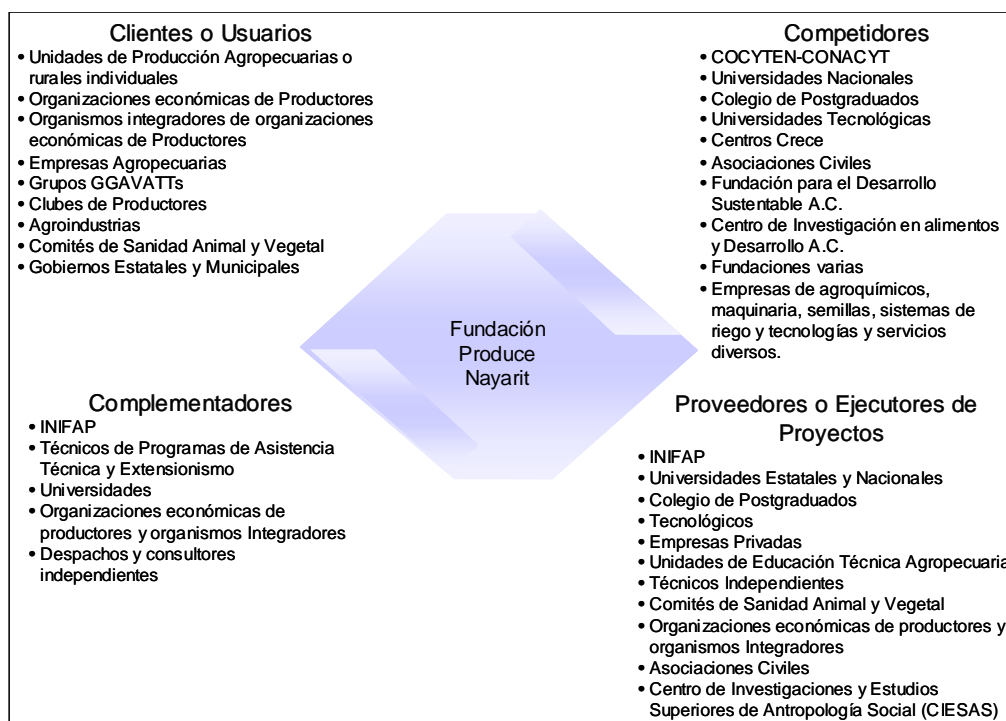 Clientes o Usuarios
• Unidades de Producción Agropecuarias o
rurales individuales
• Organizaciones económicas de Productores
• Organismos integradores de organizaciones
económicas de Productores
• Empresas Agropecuarias
• Grupos GGAVATTs
• Clubes de Productores
• Agroindustrias
• Comités de Sanidad Animal y Vegetal
• Gobiernos Estatales y Municipales
Competidores
• COCYTEN-CONACYT
• Universidades Nacionales
• Colegio de Postgraduados
• Universidades Tecnológicas
• Centros Crece
• Asociaciones Civiles
• Fundación para el Desarrollo
Sustentable A.C.
• Centro de Investigación en alimentos
y Desarrollo A.C.
• Fundaciones varias
• Empresas de agroquímicos,
maquinaria, semillas, sistemas de
riego y tecnologías y servicios
diversos.
Fundación
Produce
Nayarit
Complementadores
• INIFAP
• Técnicos de Programas de Asistencia
Técnica y Extensionismo
• Universidades
• Organizaciones económicas de
productores y organismos Integradores
• Despachos y consultores
independientes
Proveedores o Ejecutores de
Proyectos
• INIFAP
• Universidades Estatales y Nacionales
• Colegio de Postgraduados
• Tecnológicos
• Empresas Privadas
• Unidades de Educación Técnica Agropecuaria
• Técnicos Independientes
• Comités de Sanidad Animal y Vegetal
• Organizaciones económicas de productores y
organismos Integradores
• Asociaciones Civiles
• Centro de Investigaciones y Estudios
Superiores de Antropología Social (CIESAS)